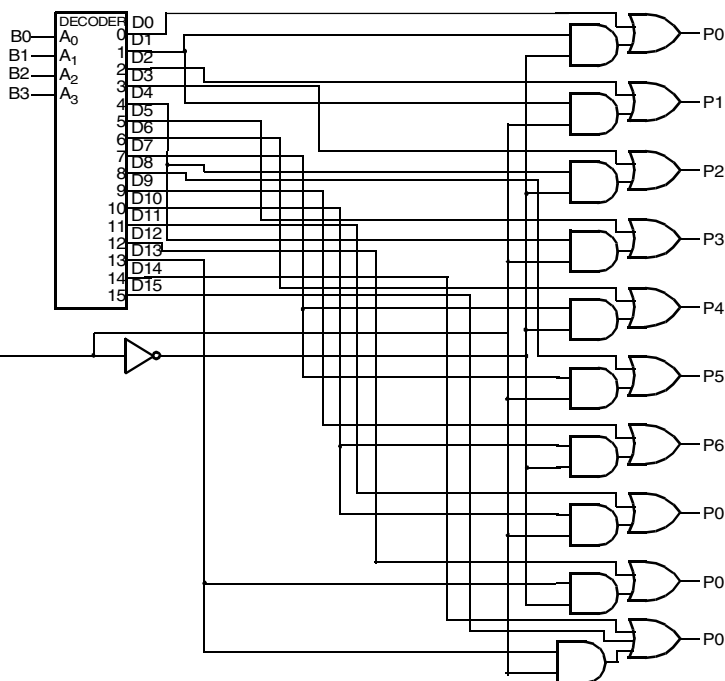 DECODER D0
B0 A0 0 D1
B1 A1 1 D2
B2 A2 2 D3
B3 A3 3 D4
4 D5
5 D6
6 D7
7 D8
8 D9
9 D10
10 D11
11 D12
12 D13
13 D14
14 D15
15
P0
P1
P2
P3
P4
P5
P6
P0
P0
P0